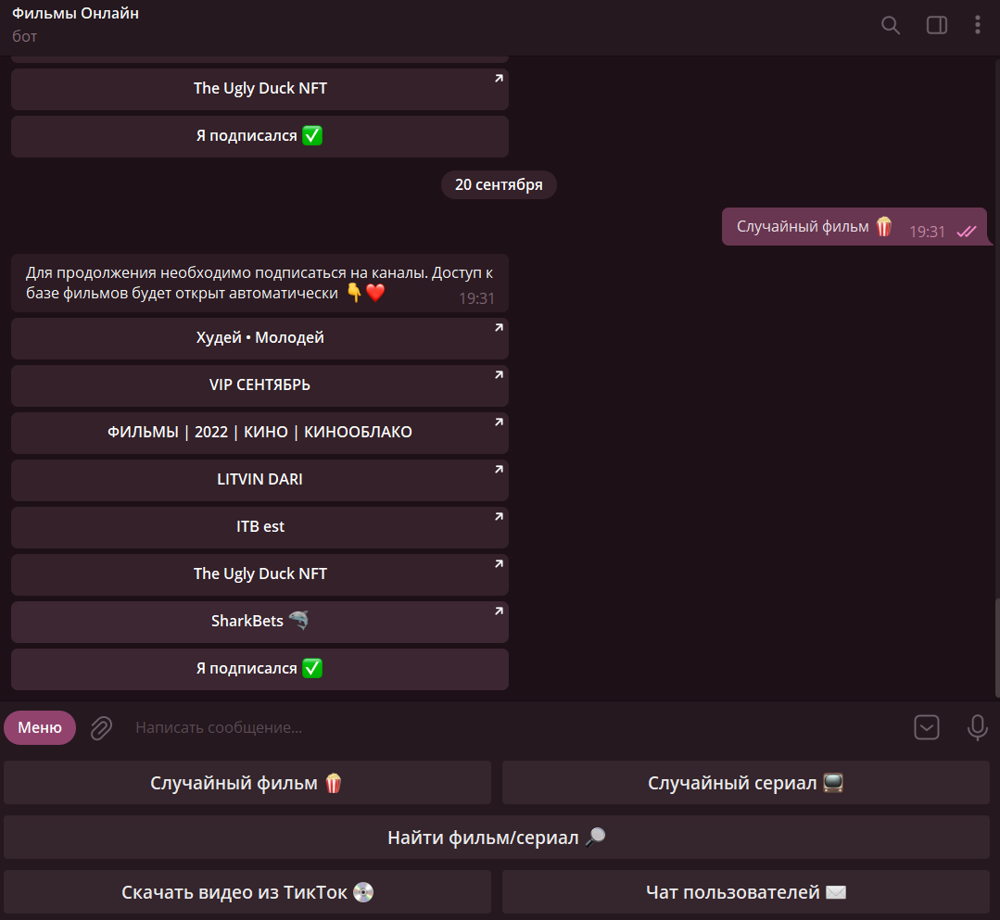 Фильмы Онлайн
бот
The Ugly Duck NFT
Я подписался ✅
20 сентября
Случайный фильм 🍿 19:31
Для продолжения необходимо подписаться на каналы. Доступ к
базе фильмов будет открыт автоматически 👇❤️ 19:31
Худей • Молодей
VIP СЕНТЯБРЬ
ФИЛЬМЫ | 2022 | КИНО | КИНООБЛАКО
LITVIN DARI
ITB est
The Ugly Duck NFT
SharkBets 🦈
Я подписался ✅
Меню
Написать сообщение...
Случайный фильм 🍿
Случайный сериал 📺
Найти фильм/сериал 🔎
Скачать видео из ТикТок 💿
Чат пользователей ✉️